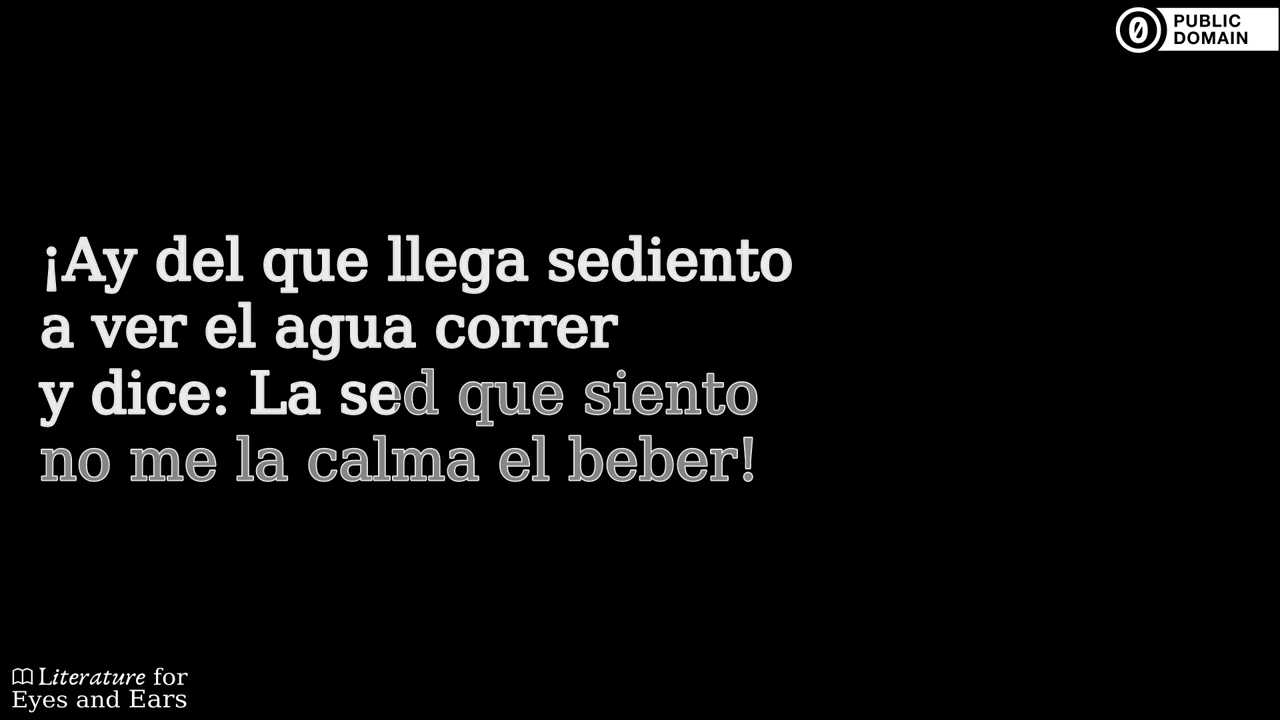 PUBLIC
DOMAIN
¡Ay del que llega sediento
a ver el agua correr
y dice: La sed que siento
no me la calma el beber!
Literature for
Eyes and Ears